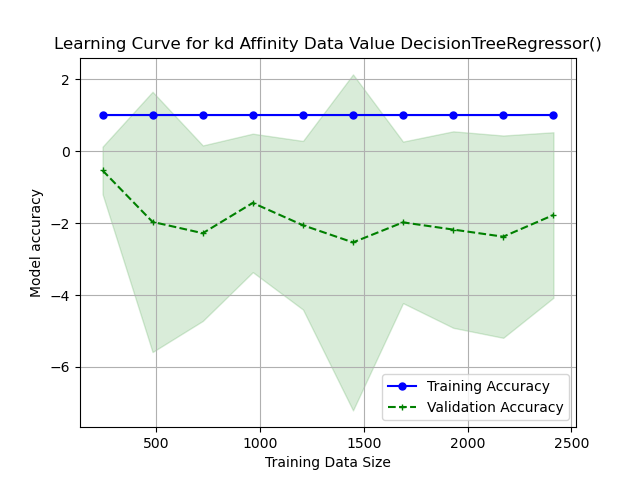 Learning Curve for kd Affinity Data Value DecisionTreeRegressor()
Model accuracy
2
0
−2
−4
−6
500
1000
1500
2000
2500
Training Data Size
Training Accuracy
Validation Accuracy